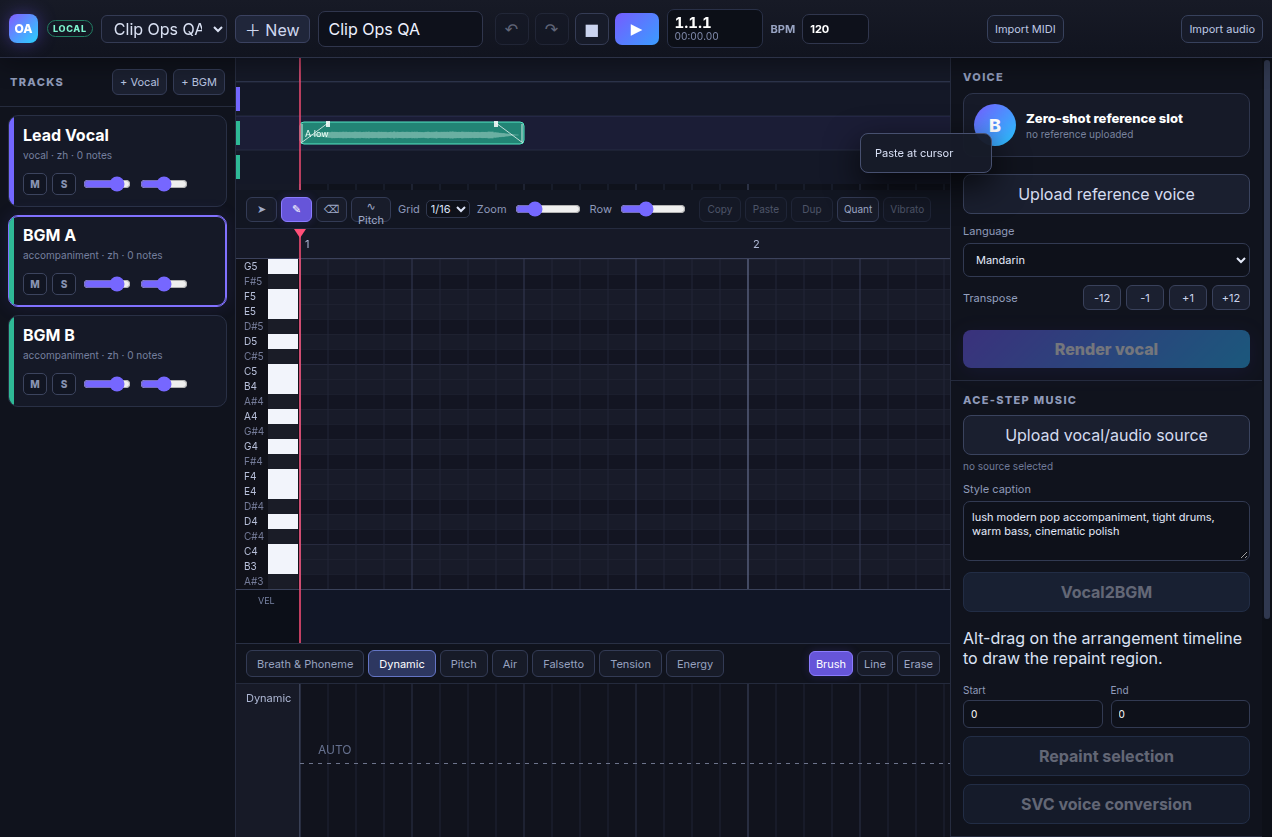 OA LOCAL Clip Ops QA + New Clip Ops QA 1.1.1 00:00.00 BPM 120 Import MIDI Import audio
TRACKS + Vocal + BGM
Lead Vocal
vocal · zh · 0 notes
M S
BGM A
accompaniment · zh · 0 notes
M S
BGM B
accompaniment · zh · 0 notes
M S
A low
Paste at cursor
Pitch Grid 1/16 Zoom Row Copy Paste Dup Quant Vibrato
1 2
G5
F#5
F5
E5
D#5
D5
C#5
C5
B4
A#4
A4
G#4
G4
F#4
F4
E4
D#4
D4
C#4
C4
B3
A#3
VEL
Breath & Phoneme Dynamic Pitch Air Falsetto Tension Energy Brush Line Erase
Dynamic
AUTO
VOICE
B
Zero-shot reference slot
no reference uploaded
Upload reference voice
Language
Mandarin
Transpose -12 -1 +1 +12
Render vocal
ACE-STEP MUSIC
Upload vocal/audio source
no source selected
Style caption
lush modern pop accompaniment, tight drums,
warm bass, cinematic polish
Vocal2BGM
Alt-drag on the arrangement timeline
to draw the repaint region.
Start End
0 0
Repaint selection
SVC voice conversion